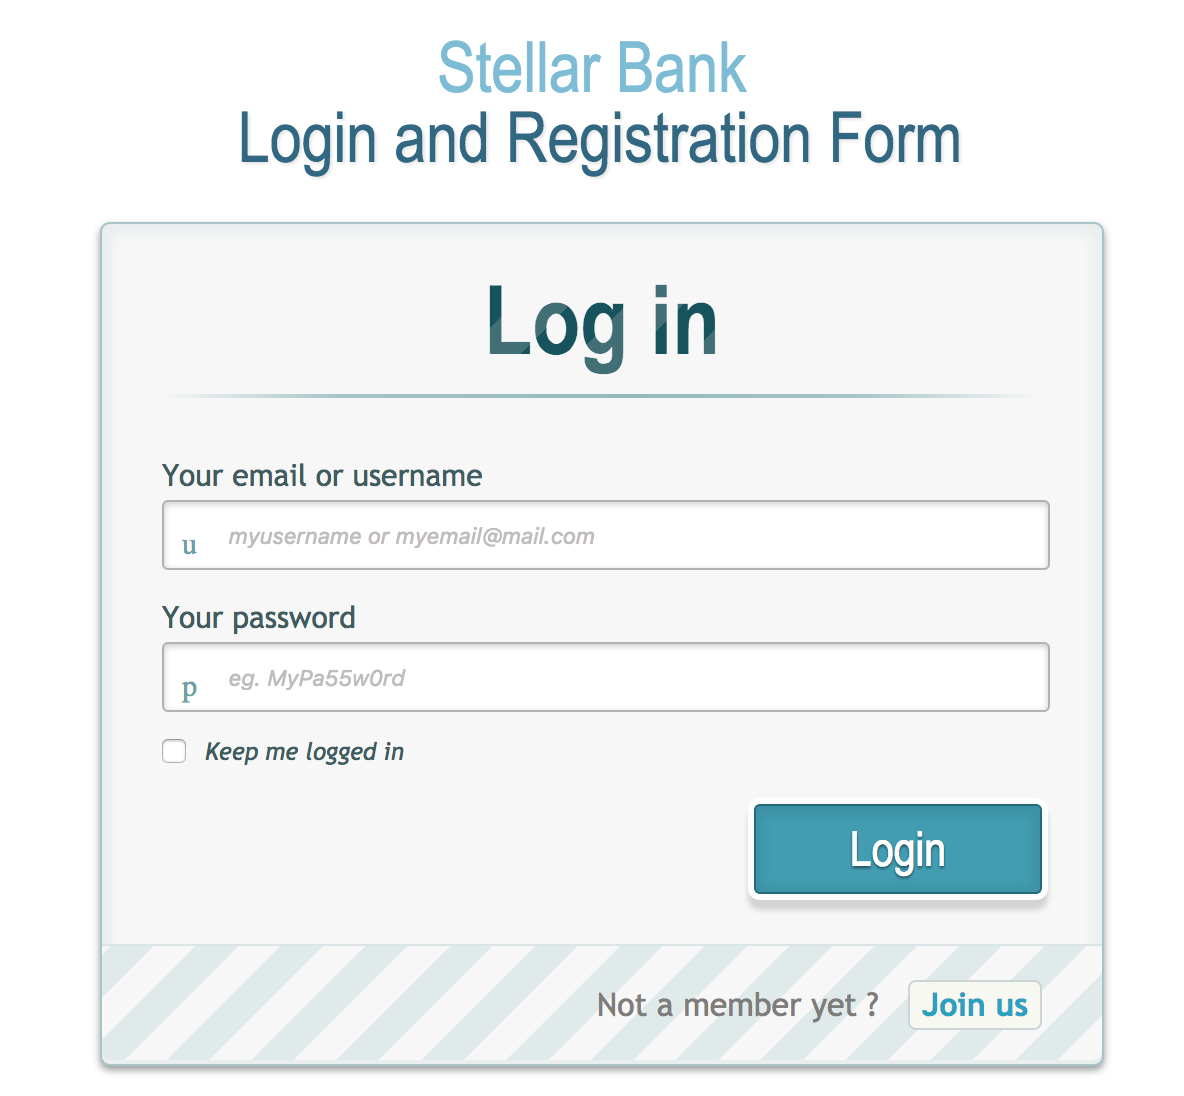 Stellar Bank
Login and Registration Form
Log in
Your email or username
u myusername or myemail@mail.com
Your password
p eg. MyPa55w0rd
Keep me logged in
Login
Not a member yet ? Join us